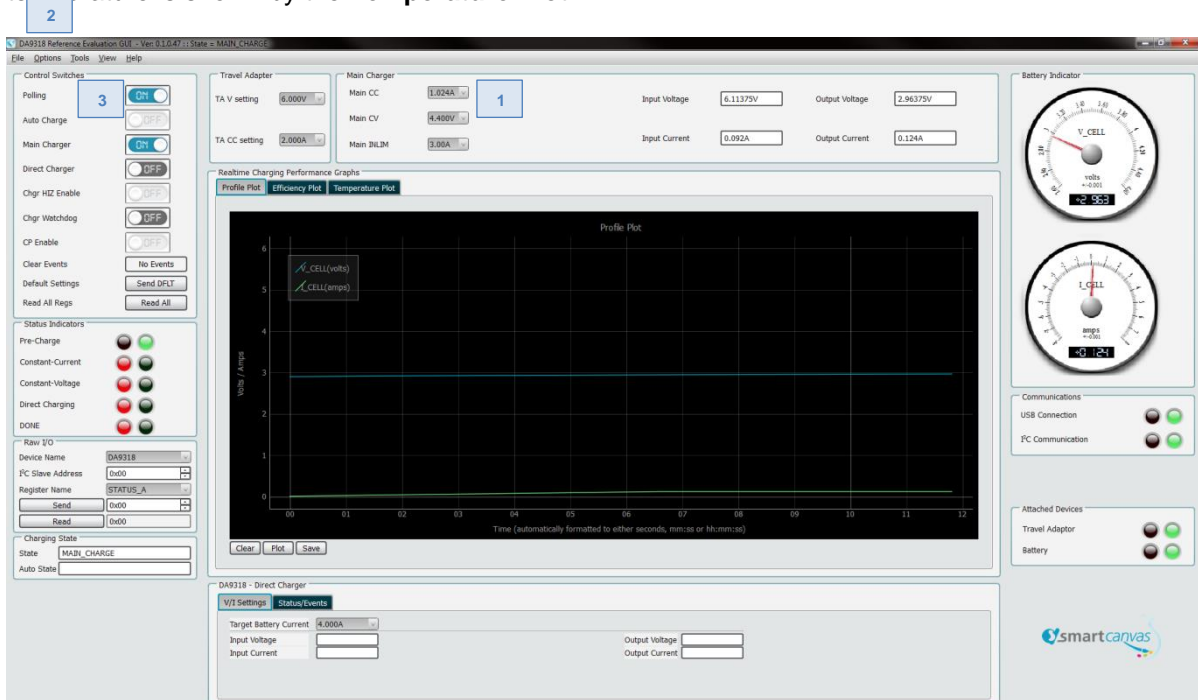 2
DA9318 Reference Evaluation GUI - Ver: 0.1.0.47 :: State = MAIN_CHARGE
File Options Tools View Help
Control Switches
Polling 3 ON
Auto Charge OFF
Main Charger ON
Direct Charger OFF
Chgr HIZ Enable OFF
Chgr Watchdog OFF
CP Enable OFF
Clear Events No Events
Default Settings Send DFLT
Read All Regs Read All
Status Indicators
Pre-Charge
Constant-Current
Constant-Voltage
Direct Charging
DONE
Raw I/O
Device Name DA9318
I²C Slave Address 0x00
Register Name STATUS_A
Send 0x00
Read 0x00
Charging State
State MAIN_CHARGE
Auto State
Travel Adapter
TA V setting 6.000V
TA CC setting 2.000A
Main Charger
Main CC 1.024A 1
Main CV 4.400V
Main INLIM 3.00A
Input Voltage 6.11375V Output Voltage 2.96375V
Input Current 0.092A Output Current 0.124A
Realtime Charging Performance Graphs
Profile Plot Efficiency Plot Temperature Plot
Profile Plot
V_CELL(volts)
I_CELL(amps)
Volts / Amps
6
5
4
3
2
1
0
00 01 02 03 04 05 06 07 08 09 10 11 12
Time (automatically formatted to either seconds, mm:ss or hh:mm:ss)
Clear Plot Save
DA9318 - Direct Charger
V/I Settings Status/Events
Target Battery Current 4.000A
Input Voltage Output Voltage
Input Current Output Current
Battery Indicator
V_CELL
volts
+-0.001
+2 963
I_CELL
amps
+-0.001
+0 124
Communications
USB Connection
I²C Communication
Attached Devices
Travel Adaptor
Battery
smartcanvas